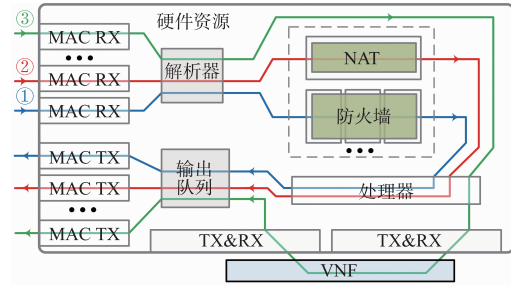 ③
硬件资源
MAC RX
•••
②
MAC RX
解析器
NAT
①
MAC RX
防火墙
•••
MAC TX
输出
队列
MAC TX
处理器
•••
MAC TX
TX&RX
TX&RX
VNF